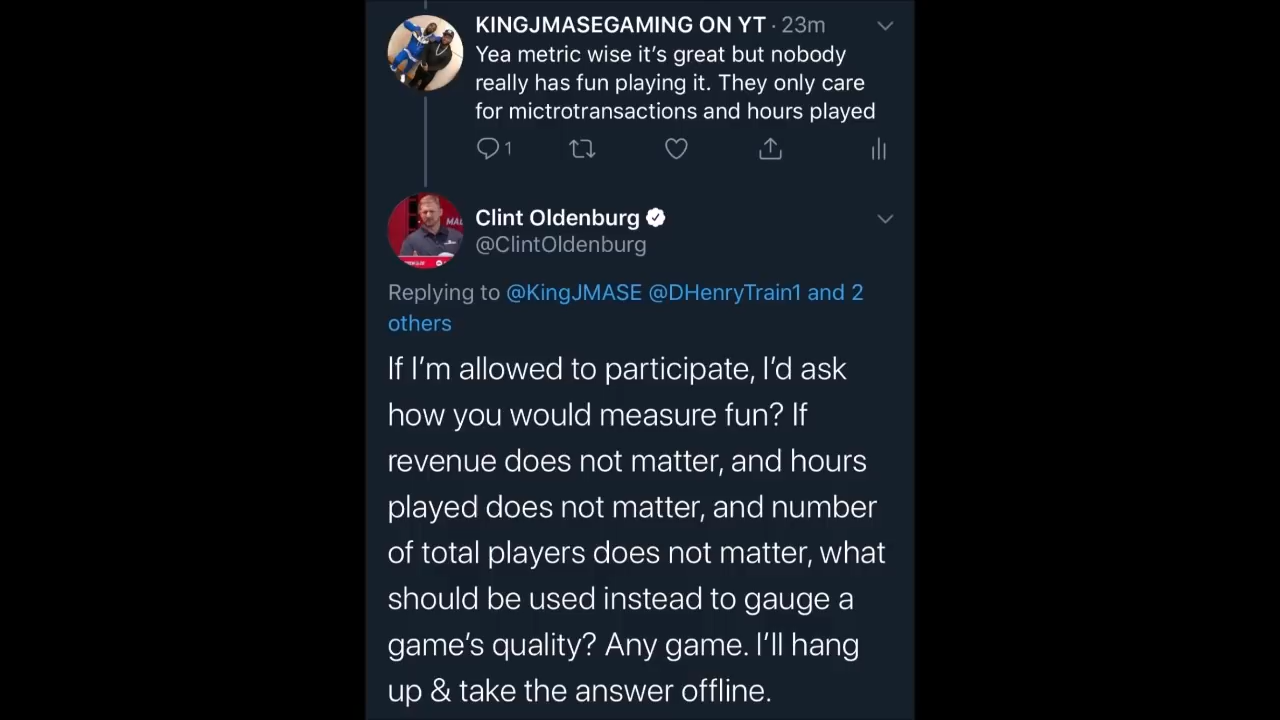 KINGJMASEGAMING ON YT · 23m
Yea metric wise it's great but nobody
really has fun playing it. They only care
for mictrotransactions and hours played
1
Clint Oldenburg
@ClintOldenburg
Replying to @KingJMASE @DHenryTrain1 and 2
others
If I'm allowed to participate, I'd ask
how you would measure fun? If
revenue does not matter, and hours
played does not matter, and number
of total players does not matter, what
should be used instead to gauge a
game's quality? Any game. I'll hang
up & take the answer offline.